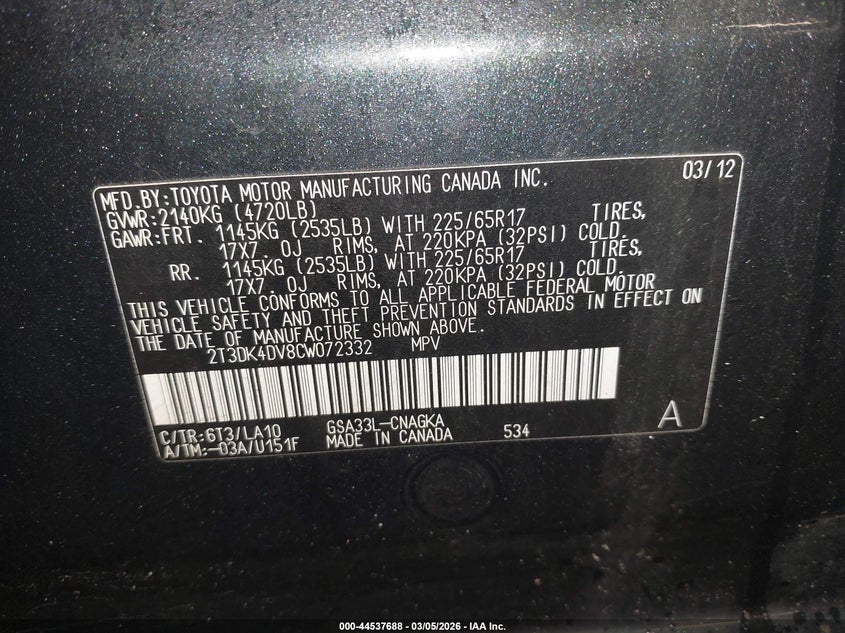 03/12
MFD.BY:TOYOTA MOTOR MANUFACTURING CANADA INC.
GVWR:2140KG (4720LB)
GAWR:FRT. 1145KG (2535LB) WITH 225/65R17 TIRES,
17X7 0J RIMS, AT 220KPA (32PSI) COLD.
RR. 1145KG (2535LB) WITH 225/65R17 TIRES,
17X7 0J RIMS, AT 220KPA (32PSI) COLD.
THIS VEHICLE CONFORMS TO ALL APPLICABLE FEDERAL MOTOR
VEHICLE SAFETY AND THEFT PREVENTION STANDARDS IN EFFECT ON
THE DATE OF MANUFACTURE SHOWN ABOVE.
2T3DK4DV8CW072332 MPV
C/TR:6T3/LA10 GSA33L-CNAGKA A
A/TM:-03A/U151F MADE IN CANADA 534
000-44537688 - 03/05/2026 - IAA Inc.